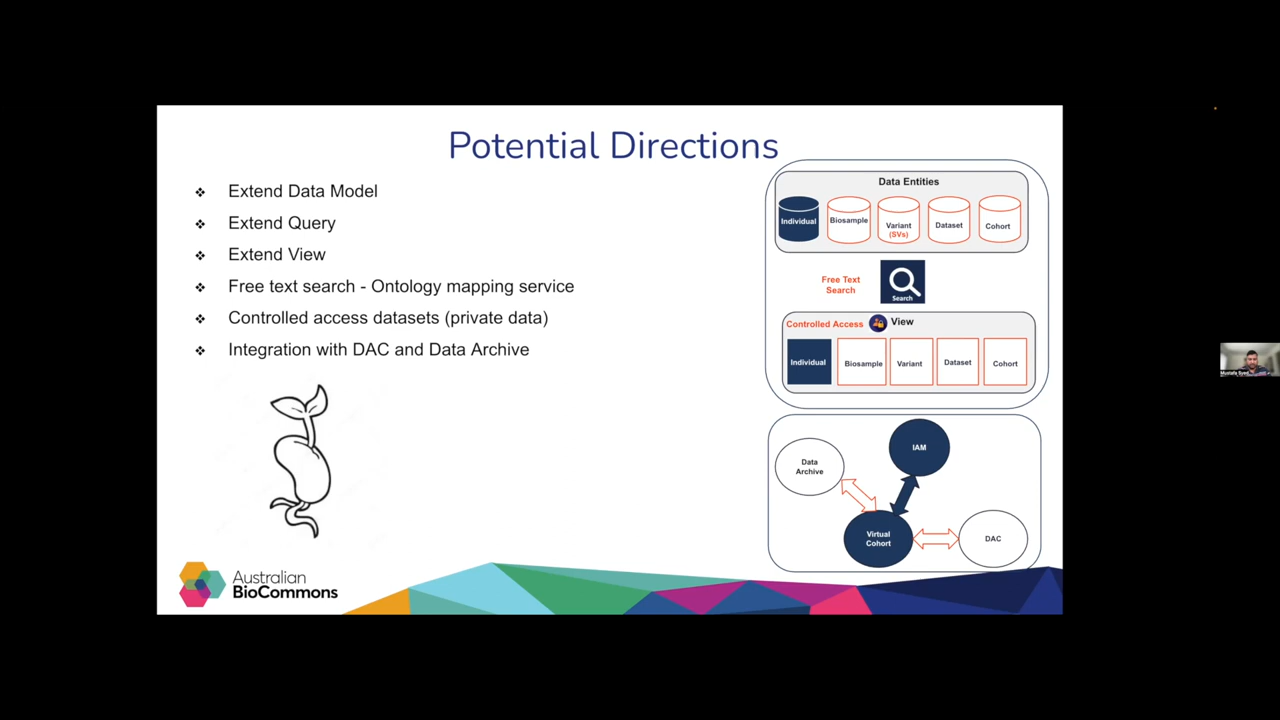 Potential Directions
❖ Extend Data Model
❖ Extend Query
❖ Extend View
❖ Free text search - Ontology mapping service
❖ Controlled access datasets (private data)
❖ Integration with DAC and Data Archive
Data Entities
Individual
Biosample
Variant
(SVs)
Dataset
Cohort
Free Text
Search
Search
Controlled Access
View
Individual
Biosample
Variant
Dataset
Cohort
Data
Archive
IAM
Virtual
Cohort
DAC
Australian
BioCommons
Mustafa Syed